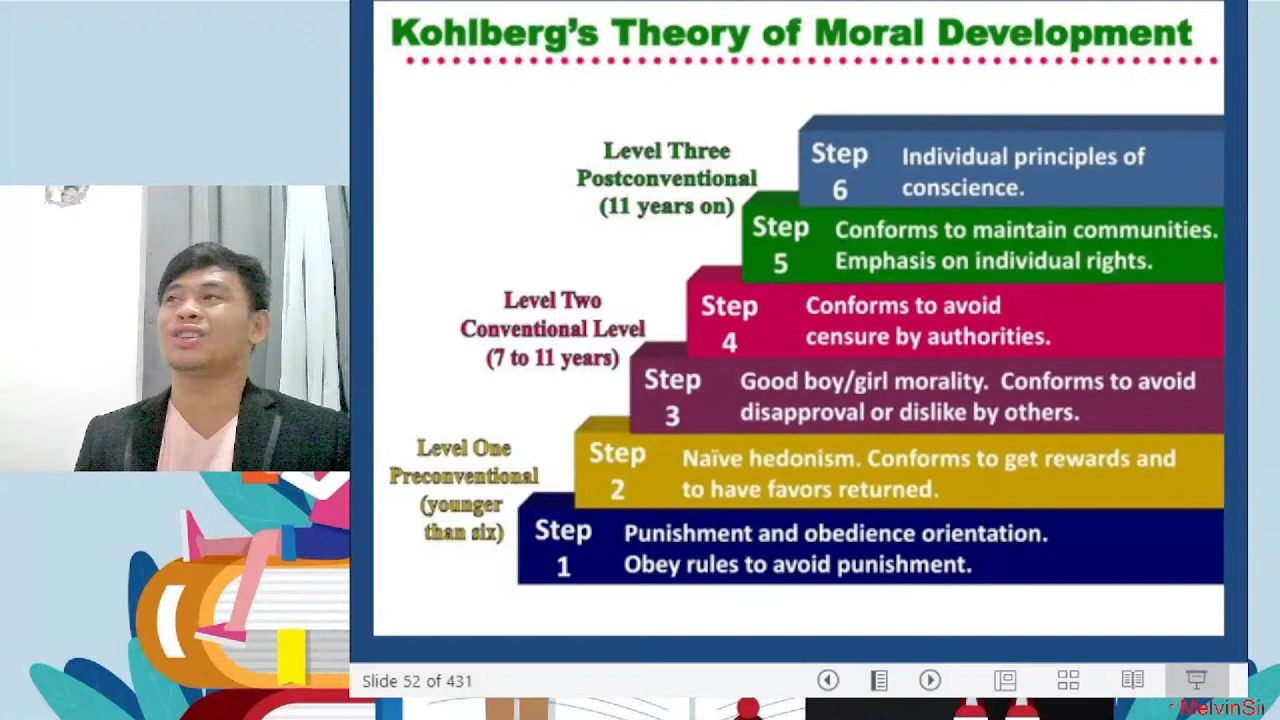 Kohlberg's Theory of Moral Development
Level Three
Postconventional
(11 years on)
Step
6
Individual principles of
conscience.
Step
5
Conforms to maintain communities.
Emphasis on individual rights.
Level Two
Conventional Level
(7 to 11 years)
Step
4
Conforms to avoid
censure by authorities.
Step
3
Good boy/girl morality. Conforms to avoid
disapproval or dislike by others.
Level One
Preconventional
(younger
than six)
Step
2
Naïve hedonism. Conforms to get rewards and
to have favors returned.
Step
1
Punishment and obedience orientation.
Obey rules to avoid punishment.
Slide 52 of 431